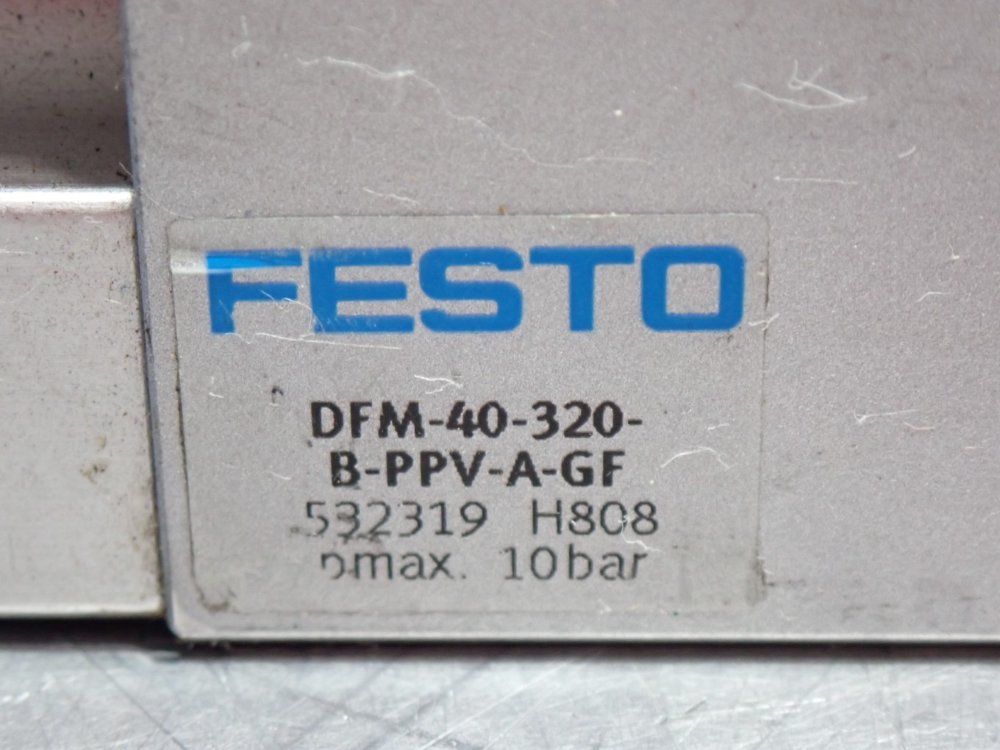 FESTO
DFM-40-320-
B-PPV-A-GF
532319 H808
pmax. 10bar